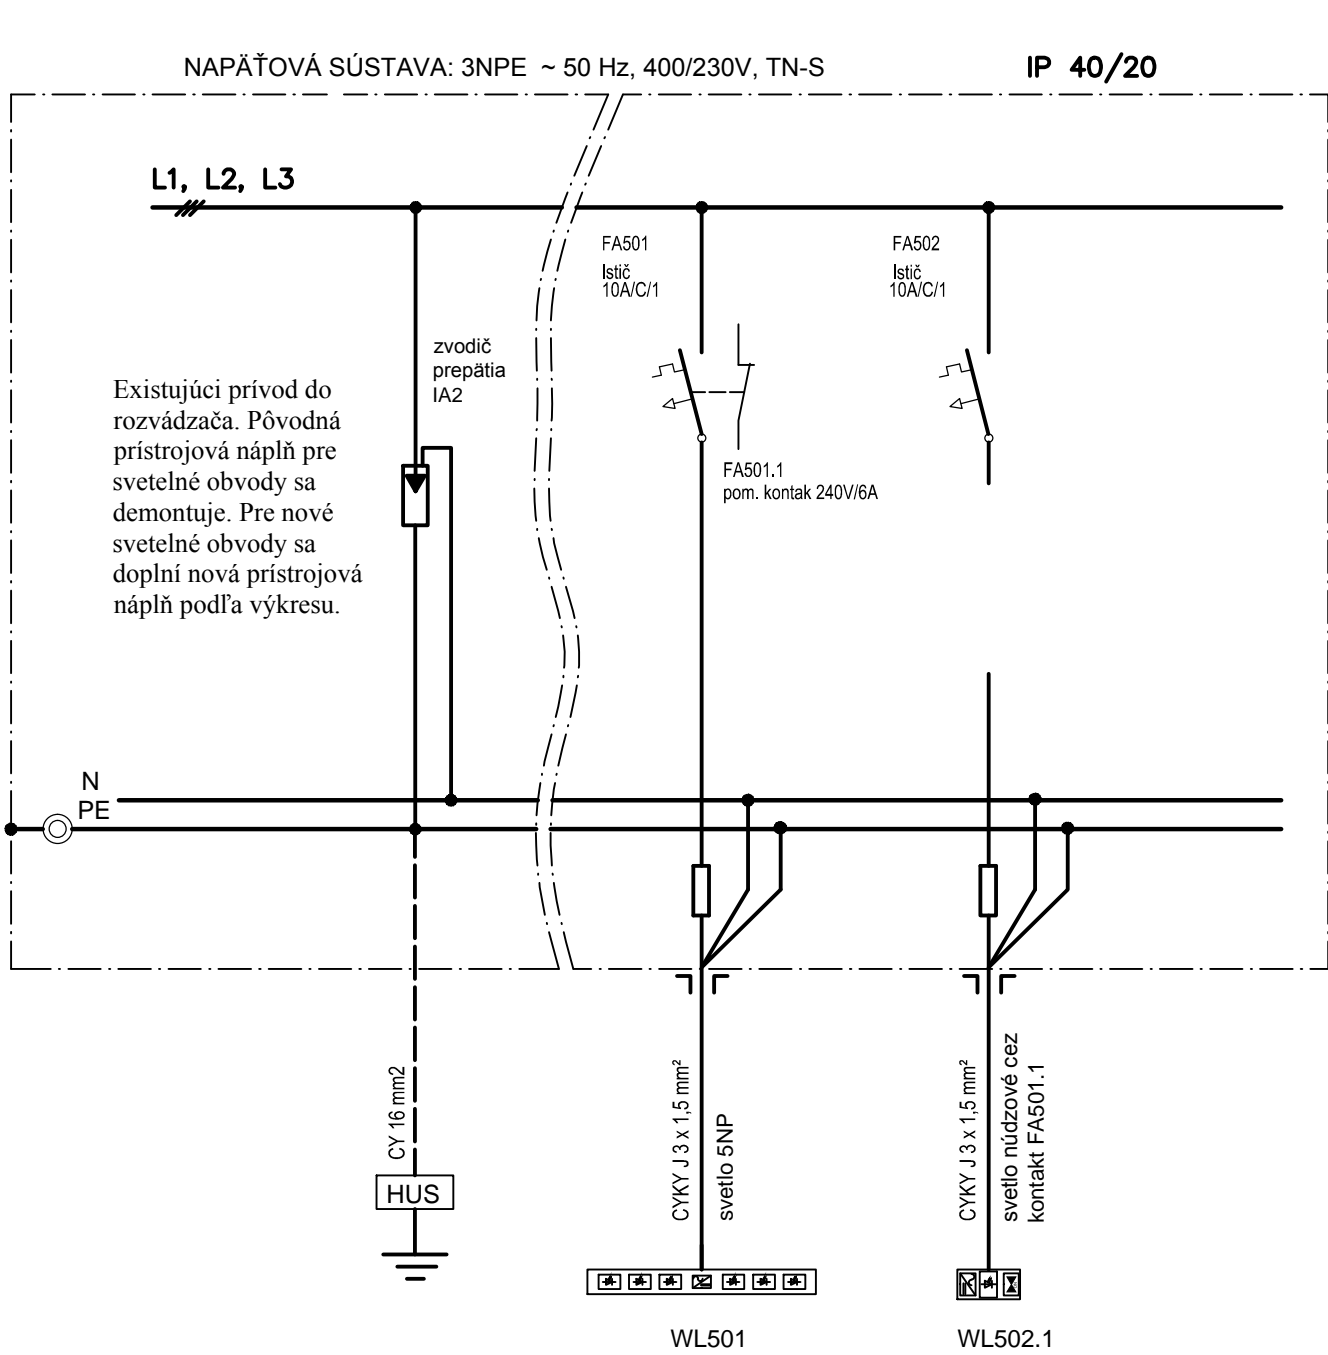 NAPÄŤOVÁ SÚSTAVA: 3NPE ~ 50 Hz, 400/230V, TN-S
IP 40/20
L1, L2, L3
FA501
Istič
10A/C/1
FA502
Istič
10A/C/1
zvodič
prepätia
IA2
Existujúci prívod do
rozvádzača. Pôvodná
prístrojová náplň pre
svetelné obvody sa
demontuje. Pre nové
svetelné obvody sa
doplní nová prístrojová
náplň podľa výkresu.
FA501.1
pom. kontak 240V/6A
N
PE
CY 16 mm2
HUS
CYKY J 3 x 1,5 mm²
svetlo 5NP
CYKY J 3 x 1,5 mm²
svetlo núdzové cez
kontakt FA501.1
WL501
WL502.1